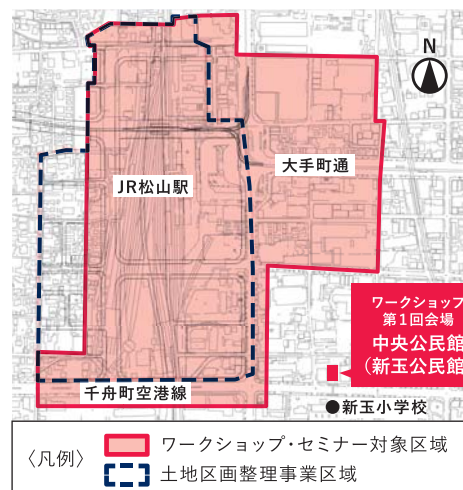 N
大手町通
JR松山駅
ワークショップ
第1回会場
中央公民館
(新玉公民館
千舟町空港線
●新玉小学校
〈凡例〉
ワークショップ・セミナー対象区域
土地区画整理事業区域